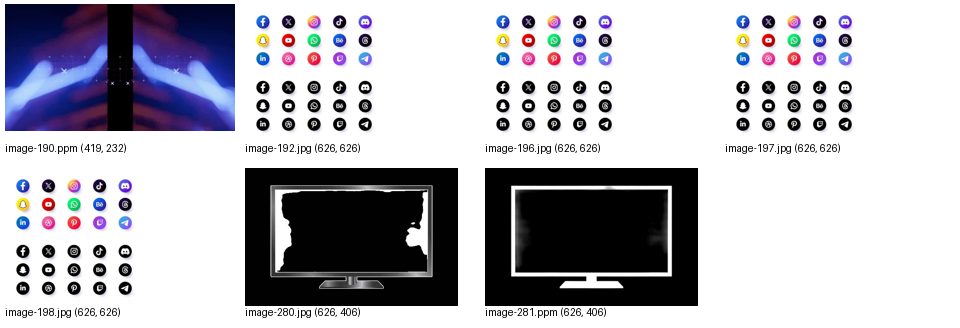 image-190.ppm (419, 232)
image-192.jpg (626, 626)
image-196.jpg (626, 626)
image-197.jpg (626, 626)
image-198.jpg (626, 626)
image-280.jpg (626, 406)
image-281.ppm (626, 406)